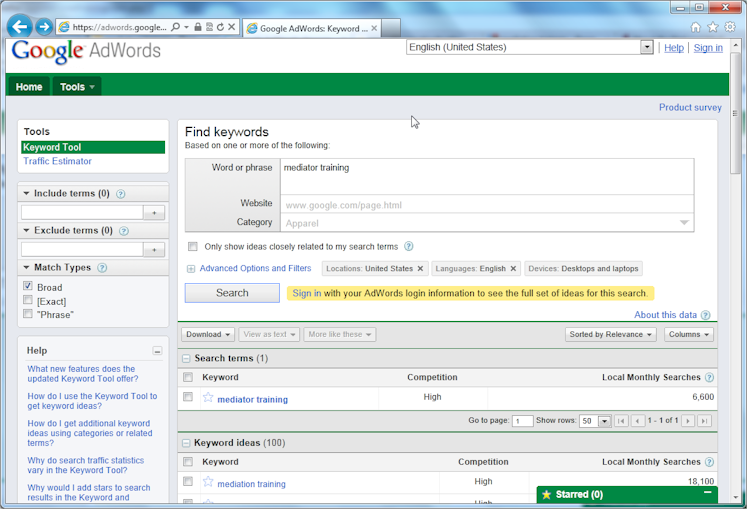 https://adwords.google...
Google AdWords: Keyword ...
Google AdWords
English (United States)
Help
Sign in
Home
Tools
Product survey
Tools
Keyword Tool
Traffic Estimator
Include terms (0)
+
Exclude terms (0)
+
Match Types
Broad
[Exact]
"Phrase"
Help
What new features does the
updated Keyword Tool offer?
How do I use the Keyword Tool to
get keyword ideas?
How do I get additional keyword
ideas using categories or related
terms?
Why do search traffic statistics
vary in the Keyword Tool?
Why would I add stars to search
results in the Keyword and
Find keywords
Based on one or more of the following:
Word or phrase
mediator training
Website
www.google.com/page.html
Category
Apparel
Only show ideas closely related to my search terms
Advanced Options and Filters
Locations: United States
Languages: English
Devices: Desktops and laptops
Search
Sign in with your AdWords login information to see the full set of ideas for this search.
About this data
Download
View as text
More like these
Sorted by Relevance
Columns
Search terms (1)
Keyword Competition Local Monthly Searches
mediator training High 6,600
Go to page: 1 Show rows: 50 1 - 1 of 1
Keyword ideas (100)
Keyword Competition Local Monthly Searches
mediation training High 18,100
Starred (0)